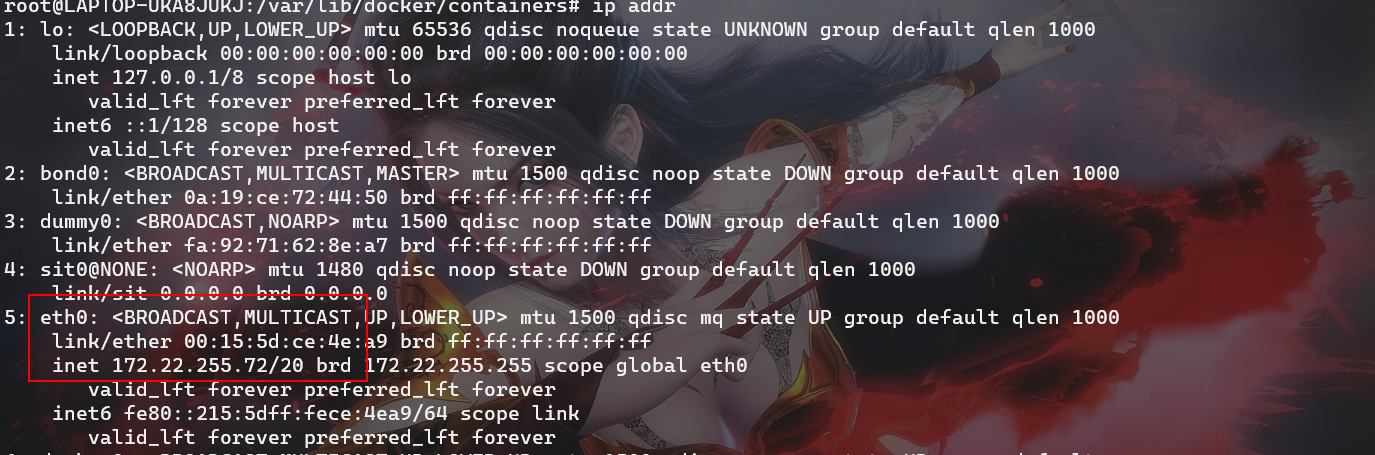 root@LAPTOP-UKA8JUKJ:/var/lib/docker/containers# ip addr
1: lo: <LOOPBACK,UP,LOWER_UP> mtu 65536 qdisc noqueue state UNKNOWN group default qlen 1000
link/loopback 00:00:00:00:00:00 brd 00:00:00:00:00:00
inet 127.0.0.1/8 scope host lo
valid_lft forever preferred_lft forever
inet6 ::1/128 scope host
valid_lft forever preferred_lft forever
2: bond0: <BROADCAST,MULTICAST,MASTER> mtu 1500 qdisc noop state DOWN group default qlen 1000
link/ether 0a:19:ce:72:44:50 brd ff:ff:ff:ff:ff:ff
3: dummy0: <BROADCAST,NOARP> mtu 1500 qdisc noop state DOWN group default qlen 1000
link/ether fa:92:71:62:8e:a7 brd ff:ff:ff:ff:ff:ff
4: sit0@NONE: <NOARP> mtu 1480 qdisc noop state DOWN group default qlen 1000
link/sit 0.0.0.0 brd 0.0.0.0
5: eth0: <BROADCAST,MULTICAST,UP,LOWER_UP> mtu 1500 qdisc mq state UP group default qlen 1000
link/ether 00:15:5d:ce:4e:a9 brd ff:ff:ff:ff:ff:ff
inet 172.22.255.72/20 brd 172.22.255.255 scope global eth0
valid_lft forever preferred_lft forever
inet6 fe80::215:5dff:fece:4ea9/64 scope link
valid_lft forever preferred_lft forever